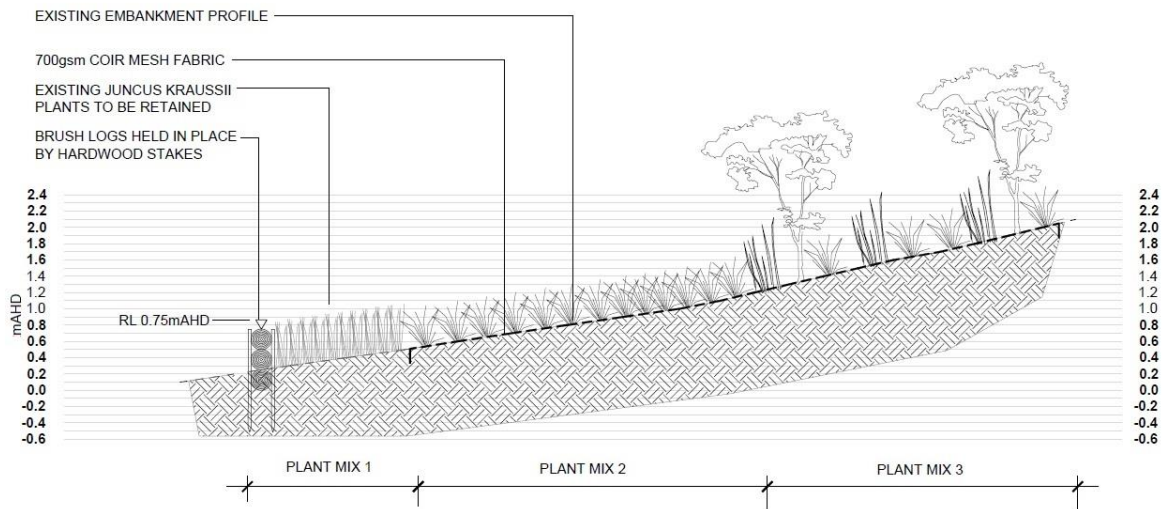 EXISTING EMBANKMENT PROFILE
700gsm COIR MESH FABRIC
EXISTING JUNCUS KRAUSSII
PLANTS TO BE RETAINED
BRUSH LOGS HELD IN PLACE
BY HARDWOOD STAKES
2.4 2.4
2.2 2.2
2.0 2.0
1.8 1.8
1.6 1.6
1.4 1.4
1.2 1.2
1.0 1.0
mAHD
RL 0.75mAHD
0.8 0.8
0.6 0.6
0.4 0.4
0.2 0.2
0.0 0.0
-0.2 -0.2
-0.4 -0.4
-0.6 -0.6
PLANT MIX 1 PLANT MIX 2 PLANT MIX 3